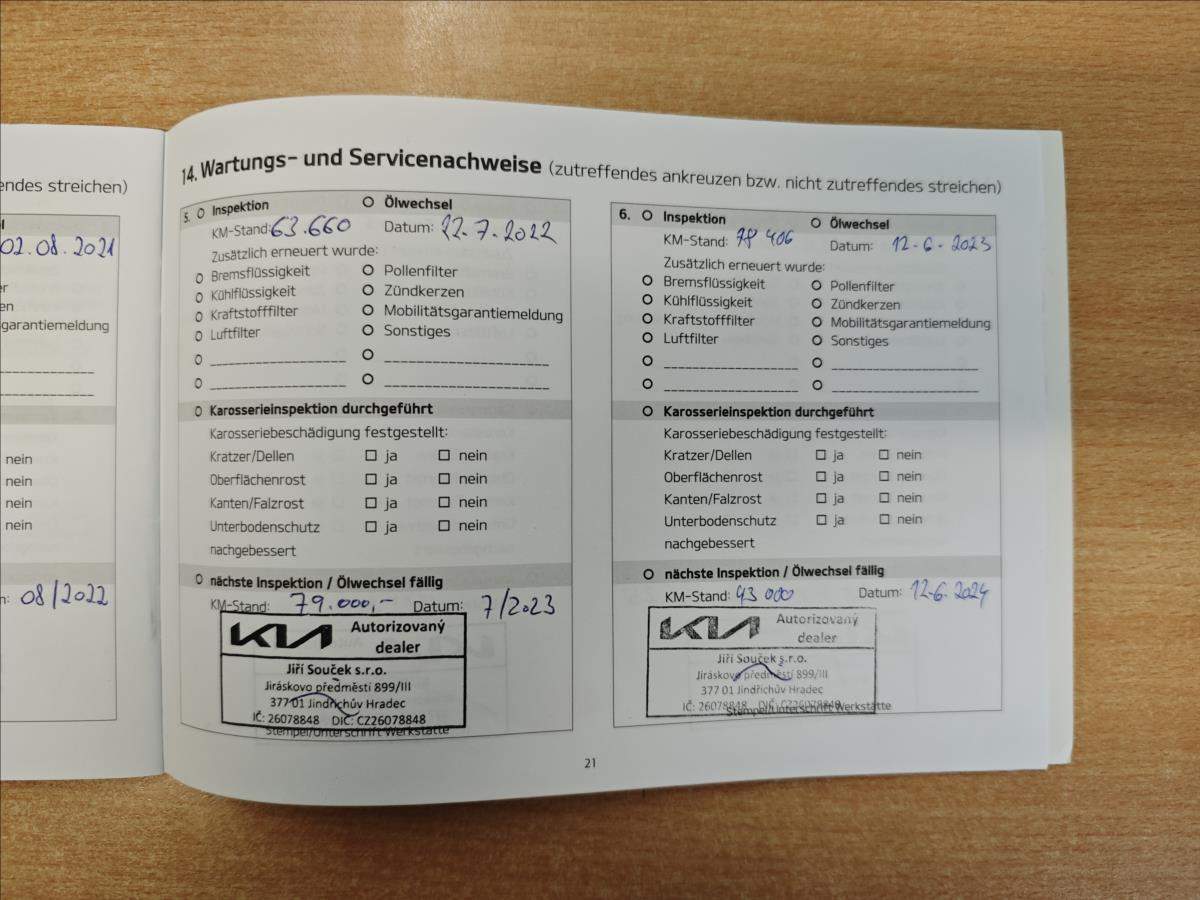 endes streichen)
02.08.2021
garantiemeldung
nein
nein
nein
nein
08/2022
14. Wartungs- und Servicenachweise (zutreffendes ankreuzen bzw. nicht zutreffendes streichen)
5. Inspektion Ölwechsel
KM-Stand: 63.660 Datum: 12.7.2022
Zusätzlich erneuert wurde:
Bremsflüssigkeit Pollenfilter
Kühlflüssigkeit Zündkerzen
Kraftstofffilter Mobilitätsgarantiemeldung
Luftfilter Sonstiges
Karosserieinspektion durchgeführt
Karosseriebeschädigung festgestellt:
Kratzer/Dellen ja nein
Oberflächenrost ja nein
Kanten/Falzrost ja nein
Unterbodenschutz ja nein
nachgebessert
nächste Inspektion / Ölwechsel fällig
KM-Stand: 79.000,- Datum: 7/2023
KIA Autorizovaný
dealer
Jiří Souček s.r.o.
Jiráskovo předměstí 899/III
377 01 Jindřichův Hradec
IČ: 26078848 DIČ: CZ26078848
Stempel/Unterschrift Werkstätte
6. Inspektion Ölwechsel
KM-Stand: 78 406 Datum: 12-6-2023
Zusätzlich erneuert wurde:
Bremsflüssigkeit Pollenfilter
Kühlflüssigkeit Zündkerzen
Kraftstofffilter Mobilitätsgarantiemeldung
Luftfilter Sonstiges
Karosserieinspektion durchgeführt
Karosseriebeschädigung festgestellt:
Kratzer/Dellen ja nein
Oberflächenrost ja nein
Kanten/Falzrost ja nein
Unterbodenschutz ja nein
nachgebessert
nächste Inspektion / Ölwechsel fällig
KM-Stand: 93 000 Datum: 12-6-2024
KIA Autorizovaný
dealer
Jiří Souček s.r.o.
Jiráskovo předměstí 899/III
377 01 Jindřichův Hradec
IČ: 26078848 DIČ: CZ26078848
Stempel/Unterschrift Werkstätte
21